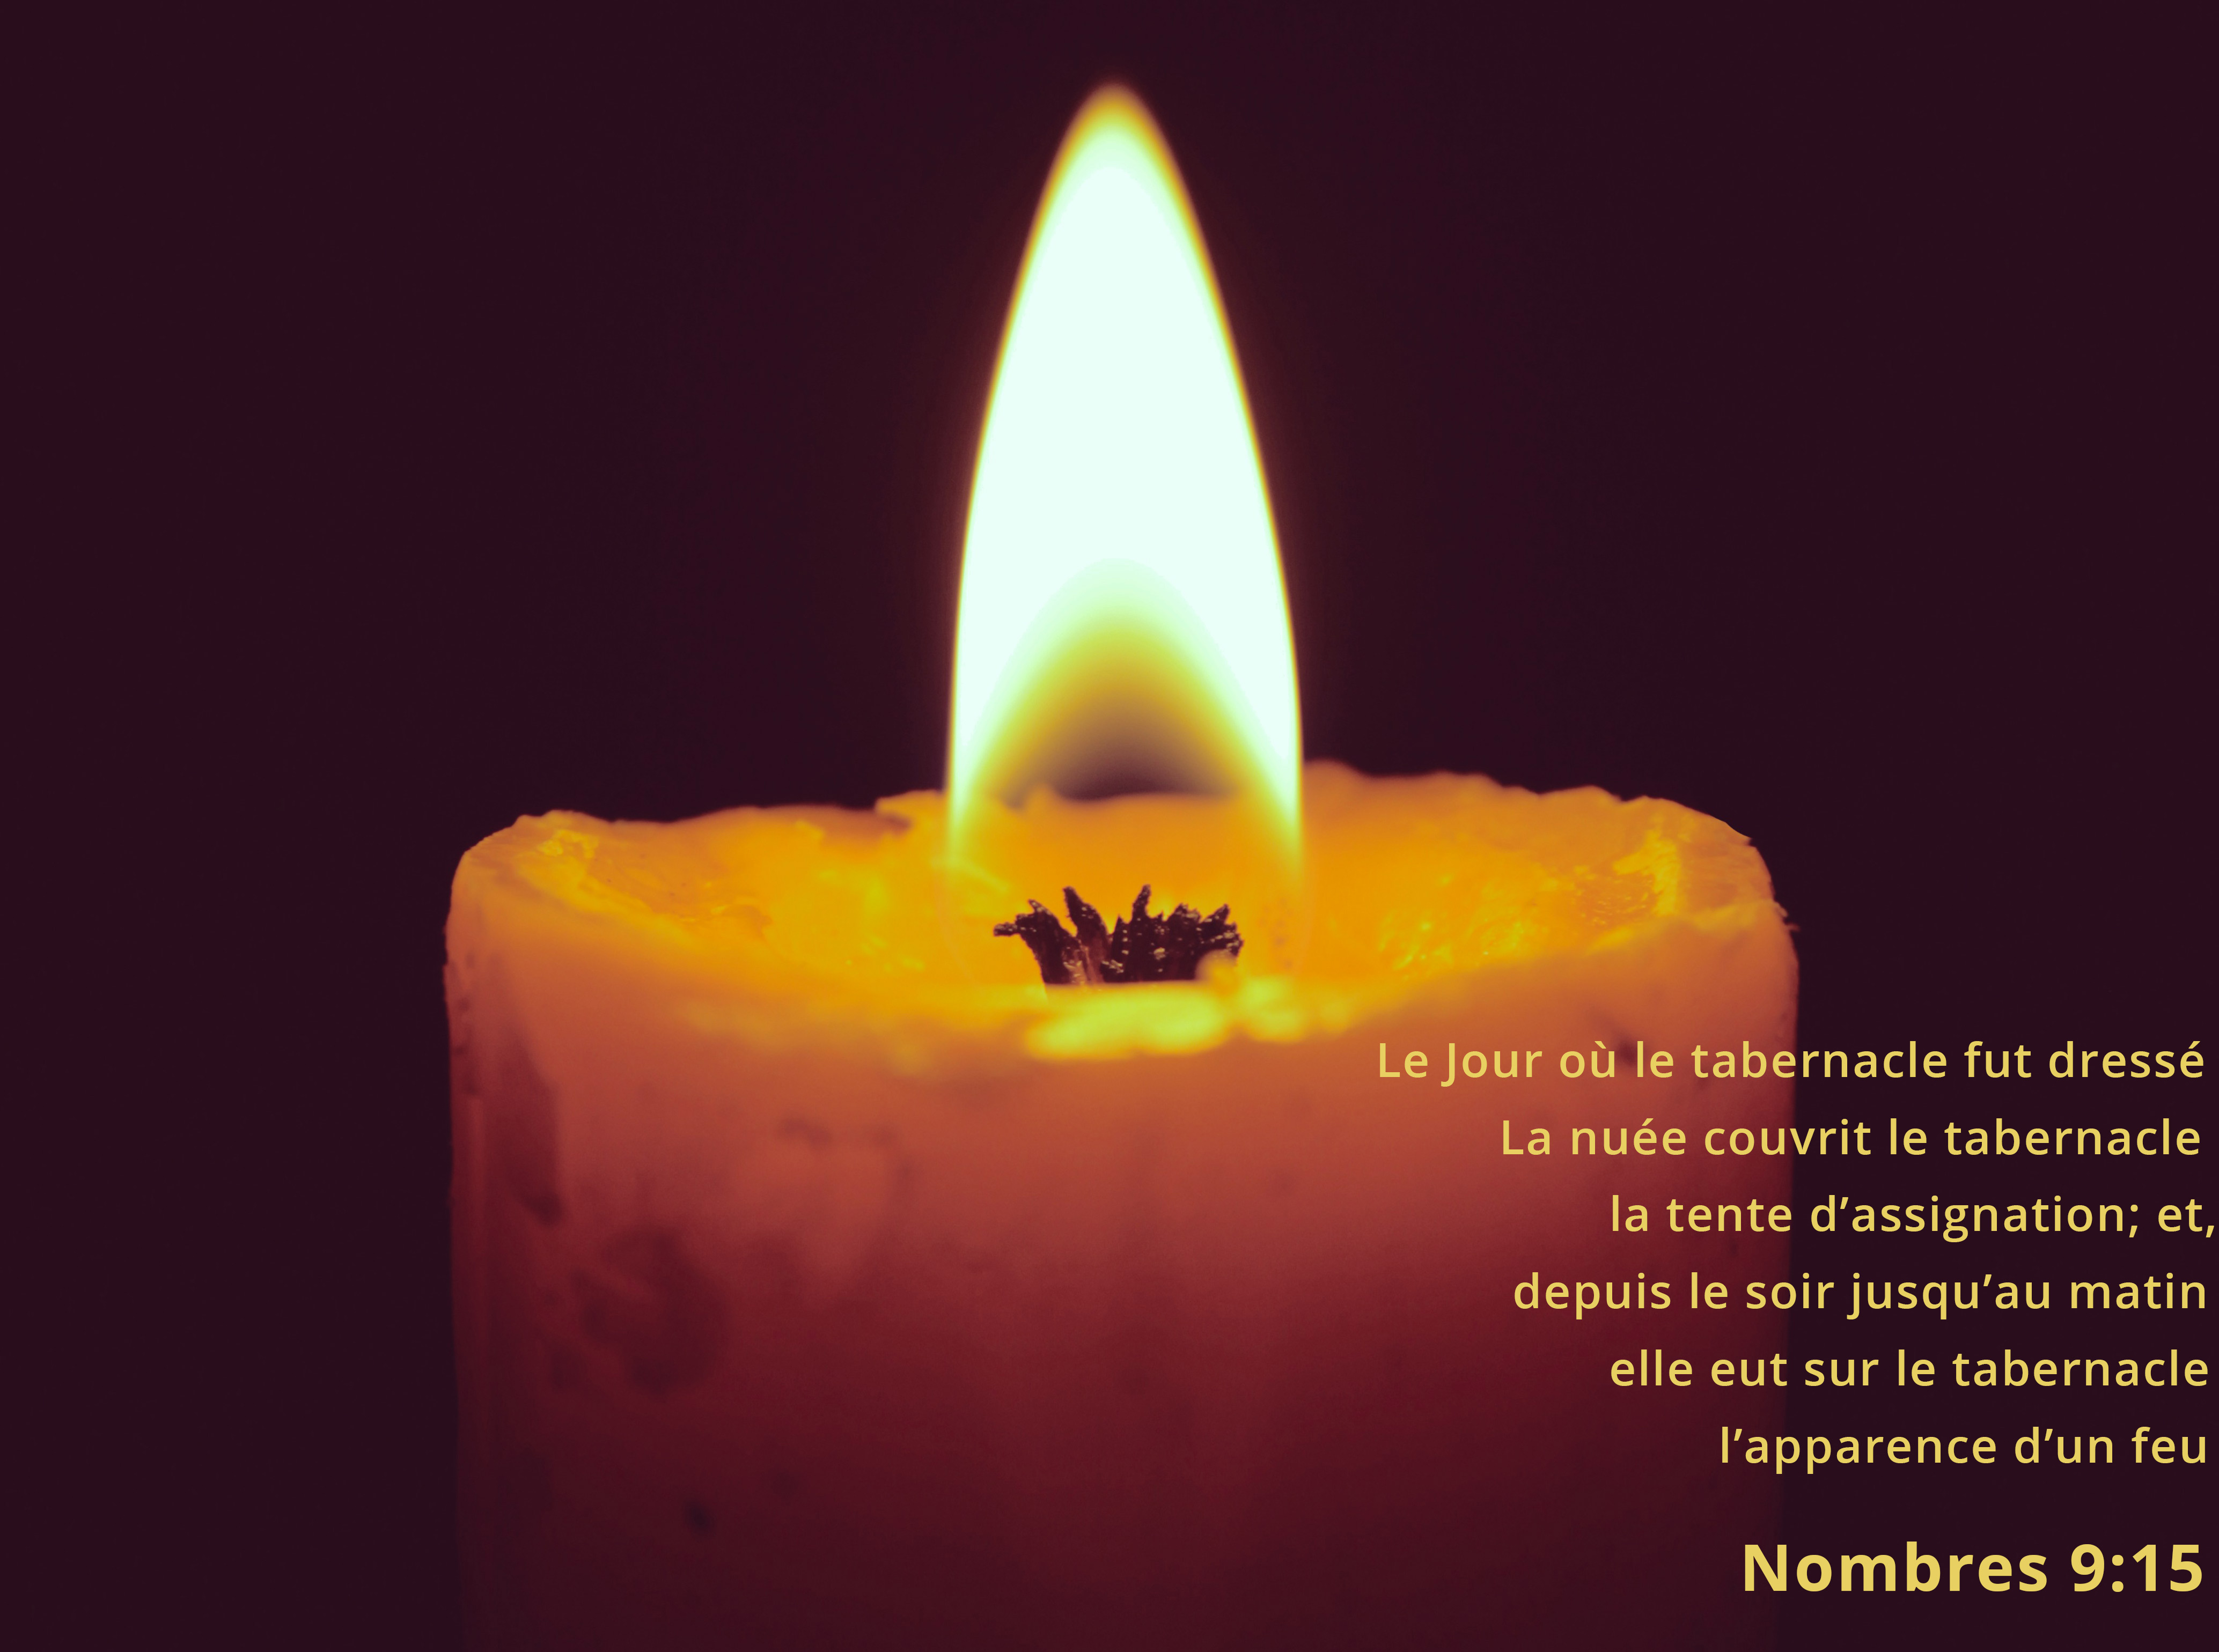 Le Jour où le tabernacle fut dressé
La nuée couvrit le tabernacle
la tente d’assignation; et,
depuis le soir jusqu’au matin
elle eut sur le tabernacle
l’apparence d’un feu
Nombres 9:15